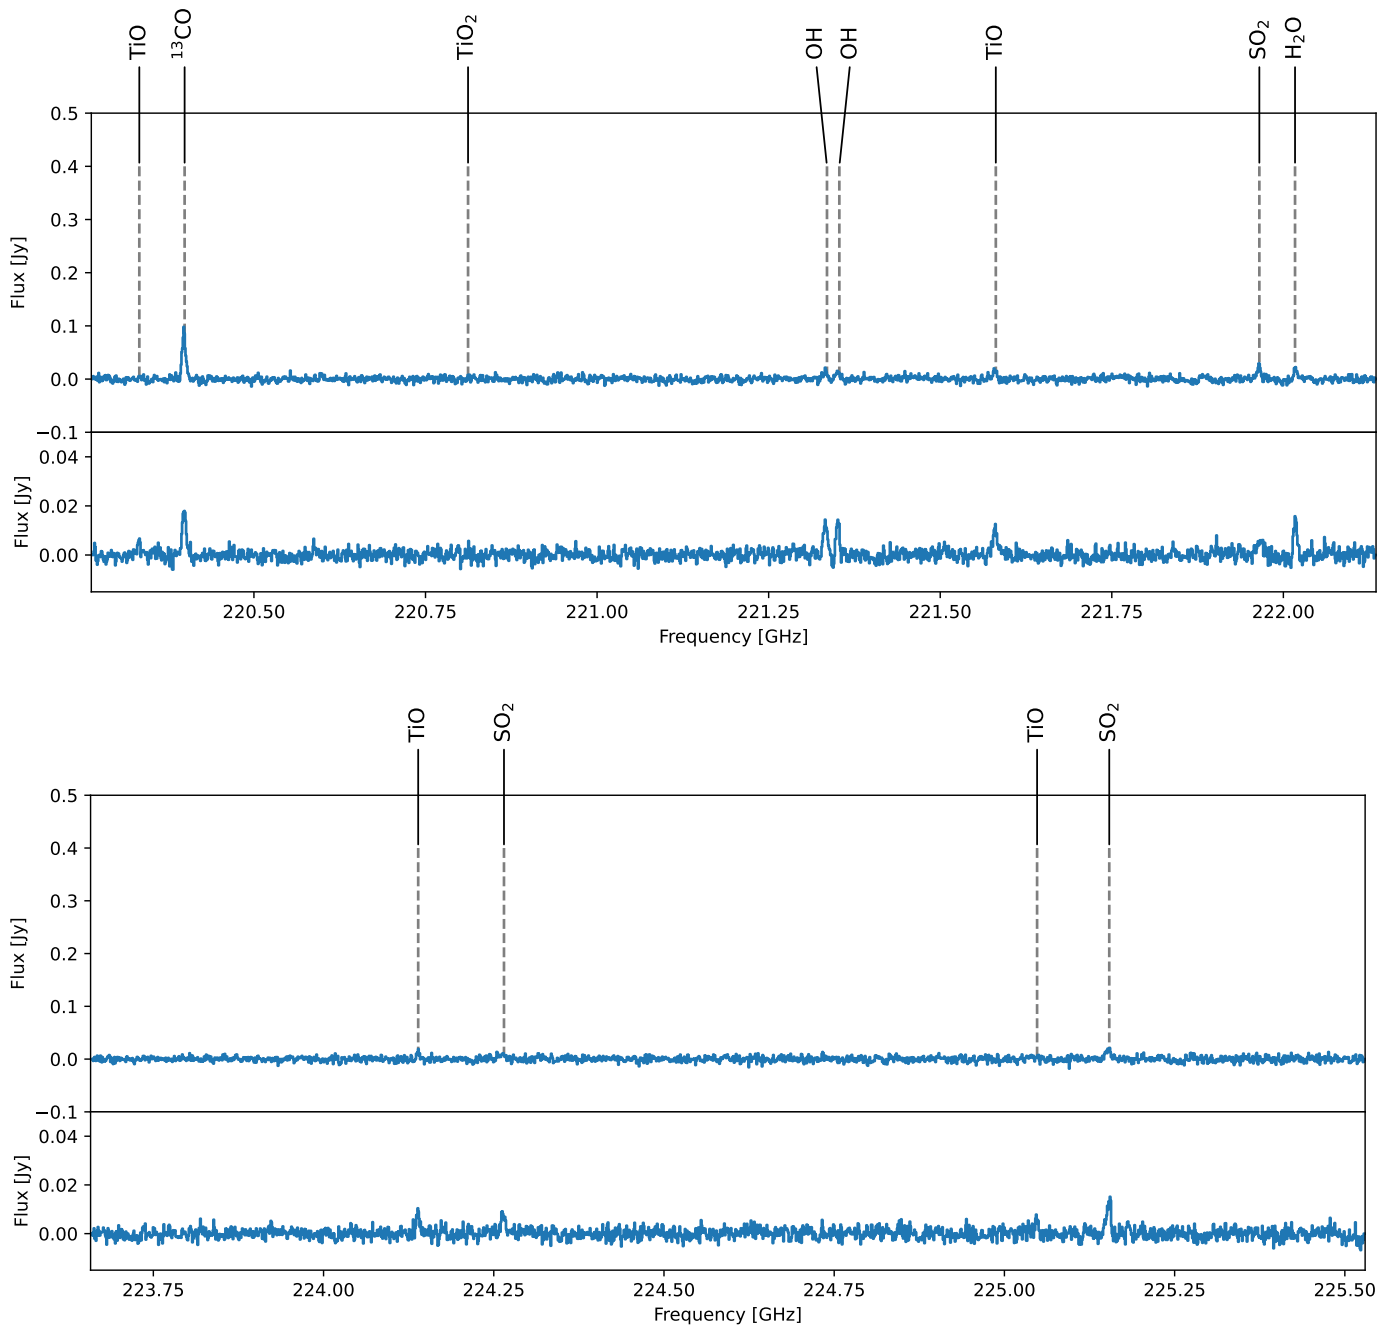 TiO ¹³CO TiO₂ OH OH TiO SO₂ H₂O
0.5
0.4
0.3
0.2
0.1
0.0
−0.1
Flux [Jy]
0.04
0.02
0.00
Flux [Jy]
220.50 220.75 221.00 221.25 221.50 221.75 222.00
Frequency [GHz]
TiO SO₂ TiO SO₂
0.5
0.4
0.3
0.2
0.1
0.0
−0.1
Flux [Jy]
0.04
0.02
0.00
Flux [Jy]
223.75 224.00 224.25 224.50 224.75 225.00 225.25 225.50
Frequency [GHz]